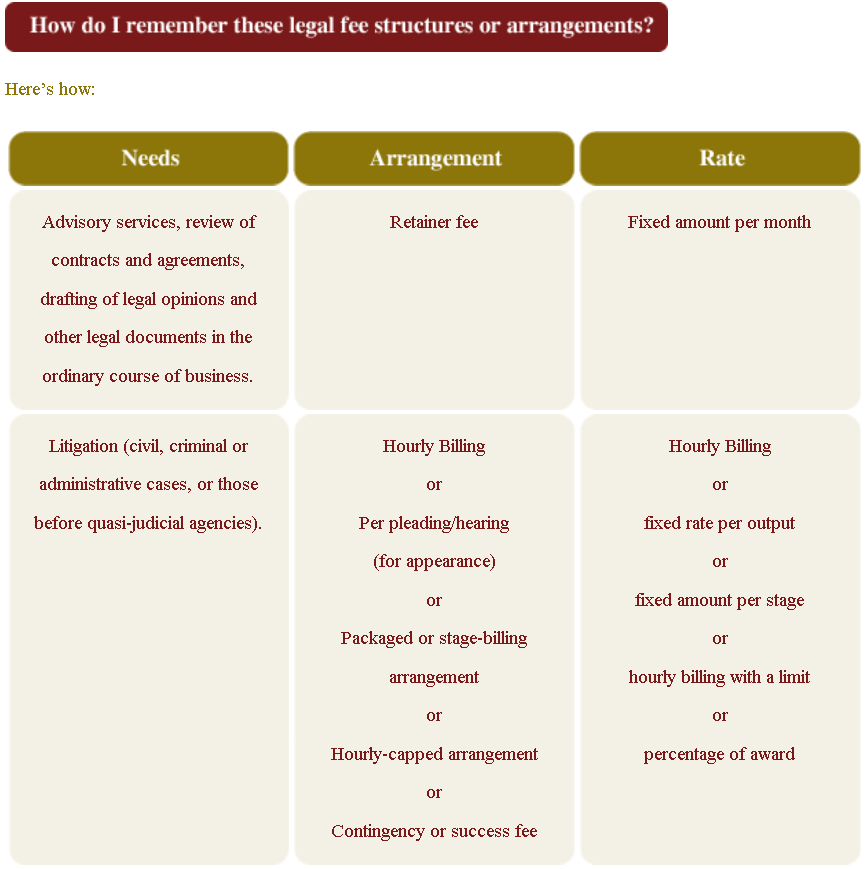 How do I remember these legal fee structures or arrangements?
Here’s how:
Needs
Arrangement
Rate
Advisory services, review of
contracts and agreements,
drafting of legal opinions and
other legal documents in the
ordinary course of business.
Retainer fee
Fixed amount per month
Litigation (civil, criminal or
administrative cases, or those
before quasi-judicial agencies).
Hourly Billing
or
Per pleading/hearing
(for appearance)
or
Packaged or stage-billing
arrangement
or
Hourly-capped arrangement
or
Contingency or success fee
Hourly Billing
or
fixed rate per output
or
fixed amount per stage
or
hourly billing with a limit
or
percentage of award